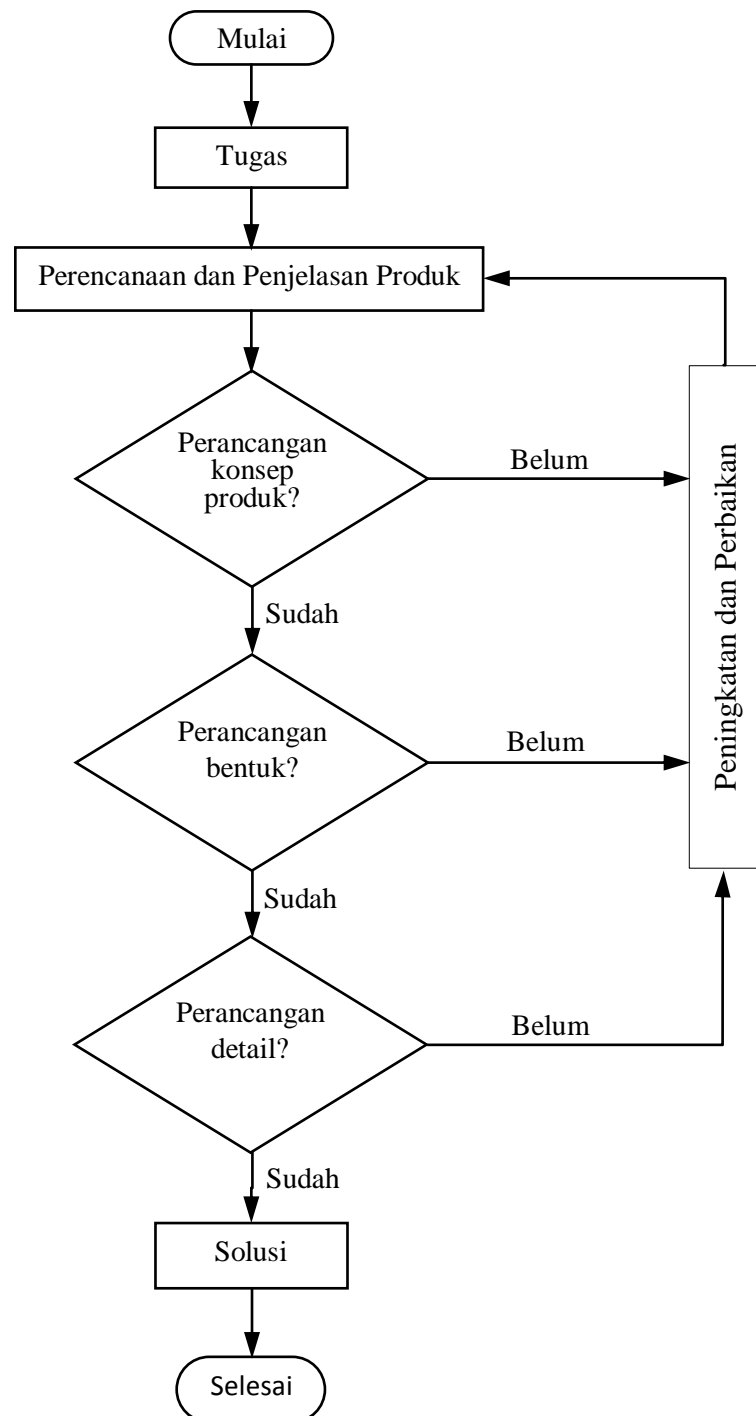 Mulai
Tugas
Perencanaan dan Penjelasan Produk
Perancangan
konsep
produk?
Belum
Sudah
Peningkatan dan Perbaikan
Perancangan
bentuk?
Belum
Sudah
Perancangan
detail?
Belum
Sudah
Solusi
Selesai